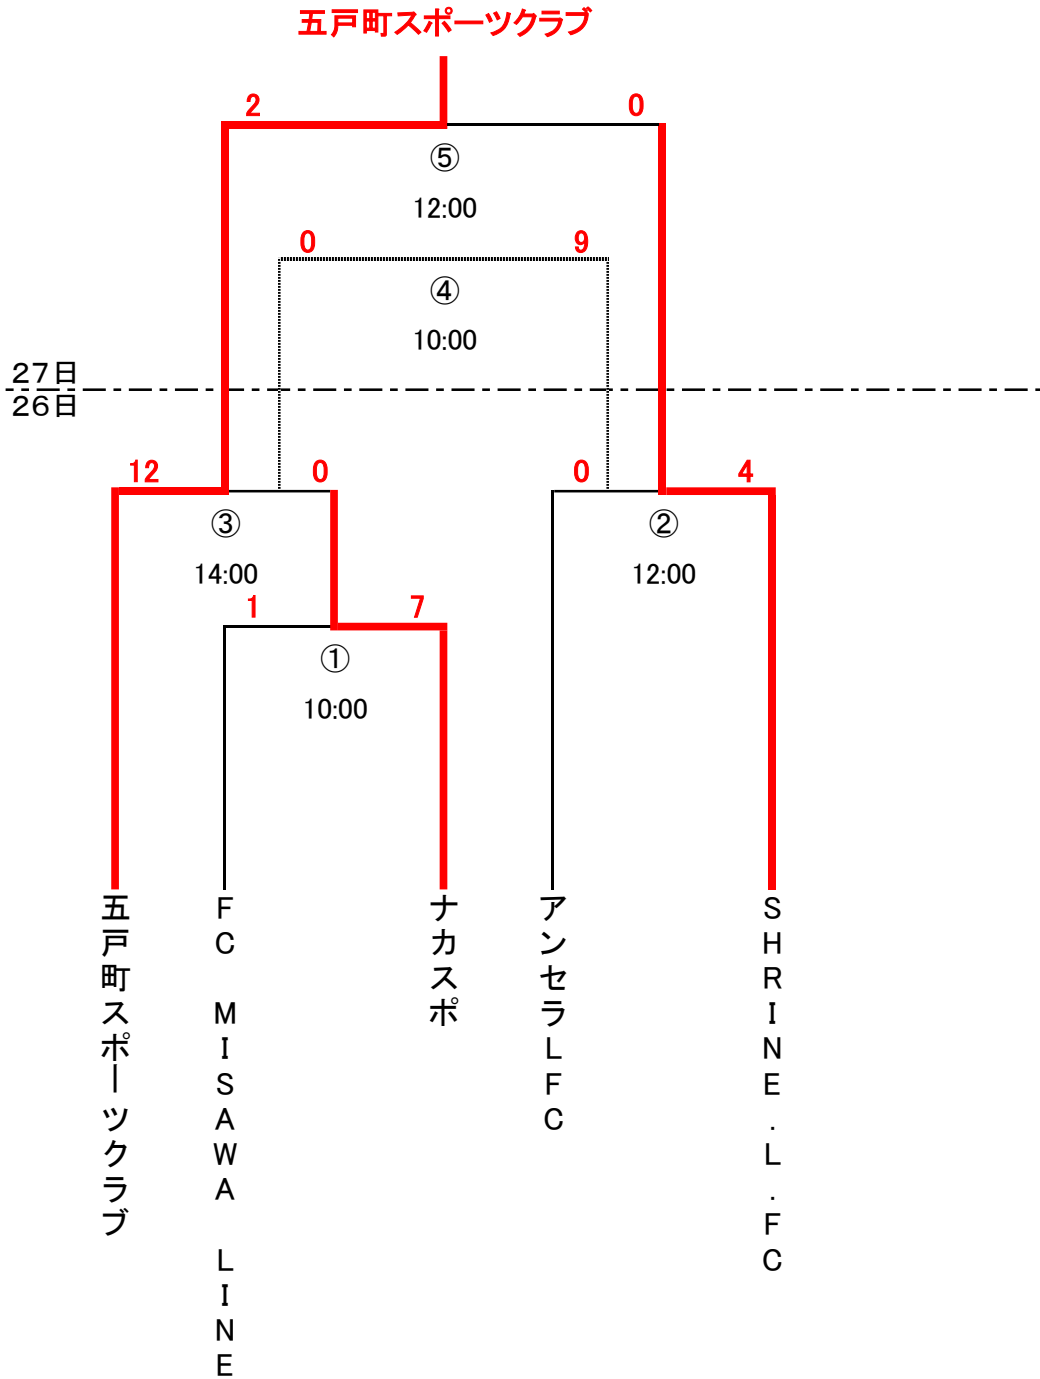 五戸町スポーツクラブ
2 0
⑤
12:00
0 9
④
10:00
27日
26日
12 0 0 4
③ ②
14:00 12:00
1 7
①
10:00
五戸町スポーツクラブ
FC MISAWA LINE
ナカスポ
アンセラLFC
SHRINE.L.FC